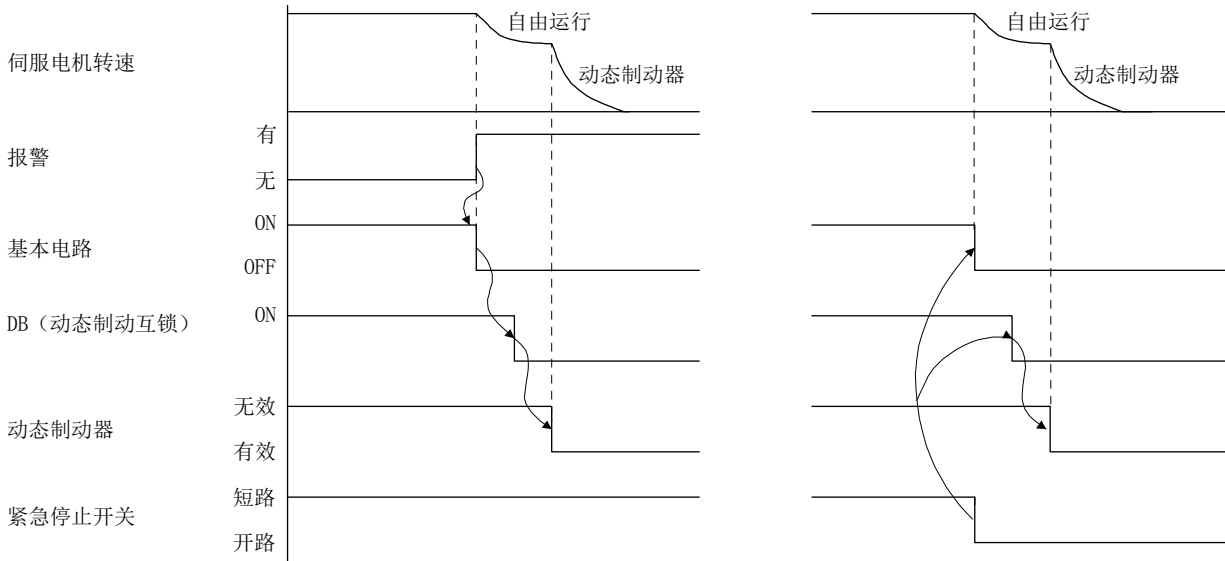 自由运行
自由运行
伺服电机转速
动态制动器
动态制动器
有
报警
无
ON
基本电路
OFF
DB（动态制动互锁）
ON
无效
动态制动器
有效
短路
紧急停止开关
开路